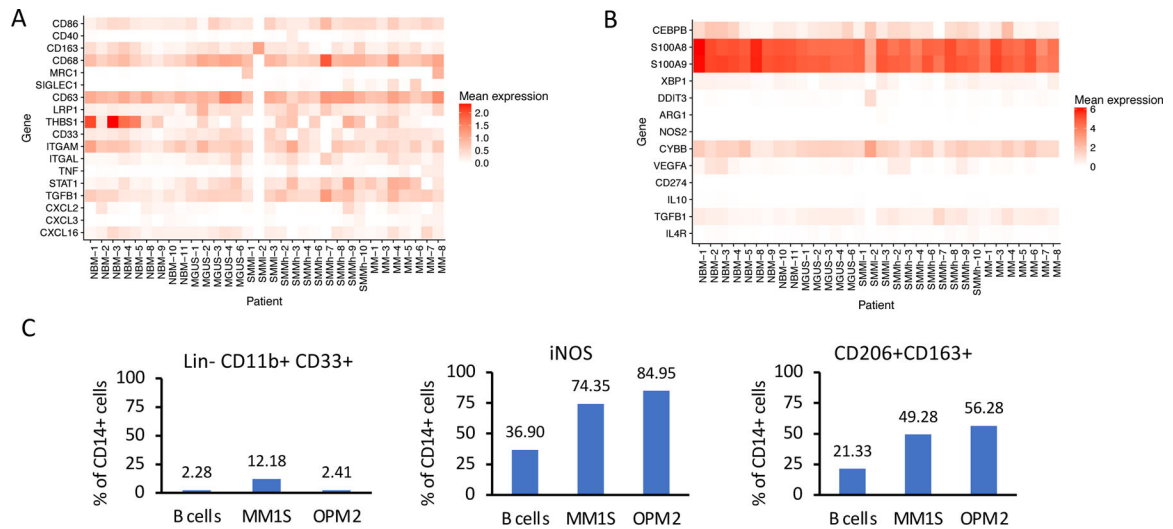 A
CD86
CD40
CD163
CD68
MRC1
SIGLEC1
CD63
LRP1
THBS1
CD33
ITGAM
ITGAL
TNF
STAT1
TGFB1
CXCL2
CXCL3
CXCL16
Gene
NBM-1
NBM-2
NBM-3
NBM-4
NBM-5
NBM-8
NBM-9
NBM-10
NBM-11
MGUS-1
MGUS-2
MGUS-3
MGUS-4
MGUS-6
SMMl-1
SMMl-2
SMMl-3
SMMh-2
SMMh-3
SMMh-4
SMMh-6
SMMh-7
SMMh-8
SMMh-9
SMMh-10
MM-1
MM-3
MM-4
MM-5
MM-6
MM-7
MM-8
Patient
Mean expression
2.0
1.5
1.0
0.5
0.0
B
CEBPB
S100A8
S100A9
XBP1
DDIT3
ARG1
NOS2
CYBB
VEGFA
CD274
IL10
TGFB1
IL4R
Gene
NBM-1
NBM-2
NBM-3
NBM-4
NBM-5
NBM-8
NBM-9
NBM-10
NBM-11
MGUS-1
MGUS-2
MGUS-3
MGUS-4
MGUS-6
SMMl-1
SMMl-2
SMMl-3
SMMh-2
SMMh-3
SMMh-4
SMMh-6
SMMh-7
SMMh-8
SMMh-9
SMMh-10
MM-1
MM-3
MM-4
MM-5
MM-6
MM-7
MM-8
Patient
Mean expression
6
4
2
0
C
Lin- CD11b+ CD33+
% of CD14+ cells
100
75
50
25
0
2.28
12.18
2.41
B cells
MM1S
OPM2
iNOS
% of CD14+ cells
100
75
50
25
0
36.90
74.35
84.95
B cells
MM1S
OPM2
CD206+CD163+
% of CD14+ cells
100
75
50
25
0
21.33
49.28
56.28
B cells
MM1S
OPM2